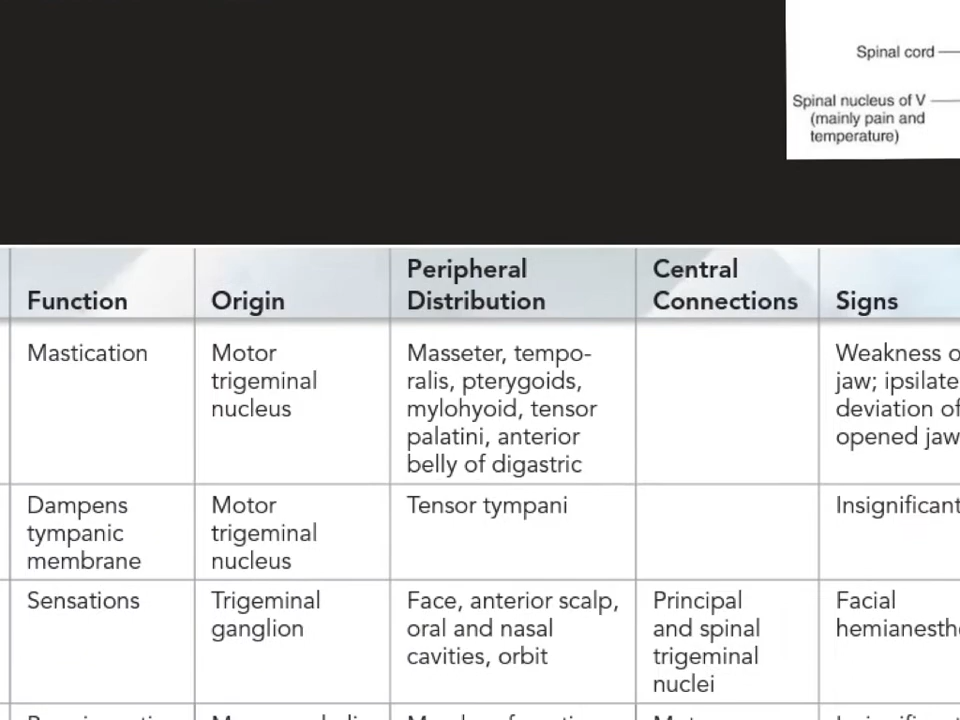 Spinal cord
Spinal nucleus of V
(mainly pain and
temperature)
Peripheral
Central
Function
Origin
Distribution
Connections
Signs
Mastication
Motor
trigeminal
nucleus
Masseter, tempo-
ralis, pterygoids,
mylohyoid, tensor
palatini, anterior
belly of digastric
Weakness
jaw;
deviation of
opened jaw
Dampens
tympanic
membrane
Motor
trigeminal
nucleus
Tensor tympani
Insignificant
Sensations
Trigeminal
ganglion
Face, anterior scalp,
oral and nasal
cavities, orbit
Principal
and spinal
trigeminal
nuclei
Facial